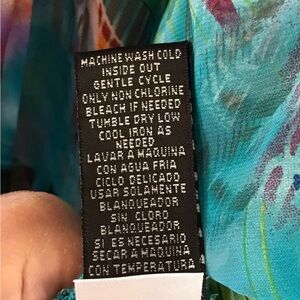 MACHINE WASH COLD
INSIDE OUT
GENTLE CYCLE
ONLY NON CHLORINE
BLEACH IF NEEDED
TUMBLE DRY LOW
COOL IRON AS
NEEDED
LAVAR A MAQUINA
CON AGUA FRIA
CICLO DELICADO
USAR SOLAMENTE
BLANQUEADOR
SIN CLORO
BLANQUEADOR
SI ES NECESARIO
SECAR A MAQUINA
CON TEMPERATURA